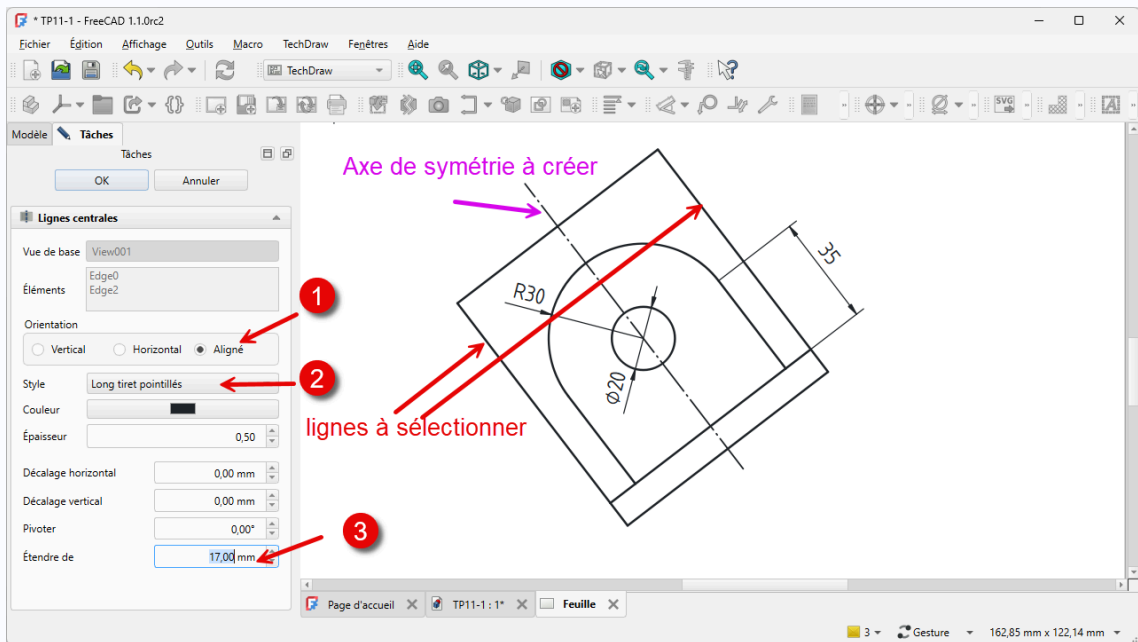 * TP11-1 - FreeCAD 1.1.0rc2
Fichier Édition Affichage Outils Macro TechDraw Fenêtres Aide
TechDraw
SVG
A
Modèle Tâches
Tâches
OK Annuler
Lignes centrales
Vue de base View001
Éléments Edge0
Edge2
Orientation
Vertical Horizontal Aligné
Style Long tiret pointillés
Couleur
Épaisseur 0,50
Décalage horizontal 0,00 mm
Décalage vertical 0,00 mm
Pivoter 0,00°
Étendre de 17,00 mm
1
2
3
Axe de symétrie à créer
lignes à sélectionner
R30
35
Φ20
Page d'accueil TP11-1 : 1* Feuille
3 Gesture 162,85 mm x 122,14 mm